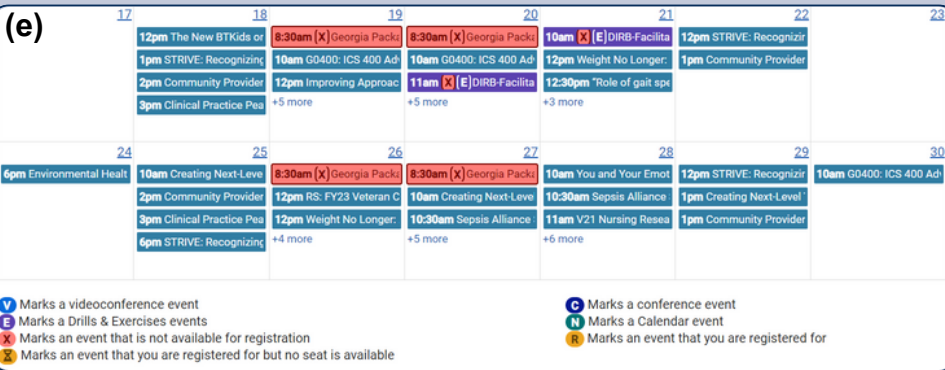 (e)
17 18 19 20 21 22 23
12pm The New BTKids or
1pm STRIVE: Recognizing
2pm Community Provider
3pm Clinical Practice Pea
8:30am (X) Georgia Packa
10am G0400: ICS 400 Adv
12pm Improving Approac
+5 more
8:30am (X) Georgia Packa
10am G0400: ICS 400 Adv
11am X (E)DIRB-Facilita
+5 more
10am X (E)DIRB-Facilita
12pm Weight No Longer:
12:30pm "Role of gait spe
+3 more
12pm STRIVE: Recognizir
1pm Community Provider
24 25 26 27 28 29 30
6pm Environmental Healt
10am Creating Next-Leve
2pm Community Provider
3pm Clinical Practice Pea
6pm STRIVE: Recognizing
8:30am (X) Georgia Packa
12pm RS: FY23 Veteran C
12pm Weight No Longer:
+4 more
8:30am (X) Georgia Packa
10am Creating Next-Leve
10:30am Sepsis Alliance
+5 more
10am You and Your Emot
10:30am Sepsis Alliance
11am V21 Nursing Resea
+6 more
12pm STRIVE: Recognizir
1pm Creating Next-Level
1pm Community Provider
10am G0400: ICS 400 Adv
V Marks a videoconference event
E Marks a Drills & Exercises events
X Marks an event that is not available for registration
Marks an event that you are registered for but no seat is available
C Marks a conference event
N Marks a Calendar event
R Marks an event that you are registered for